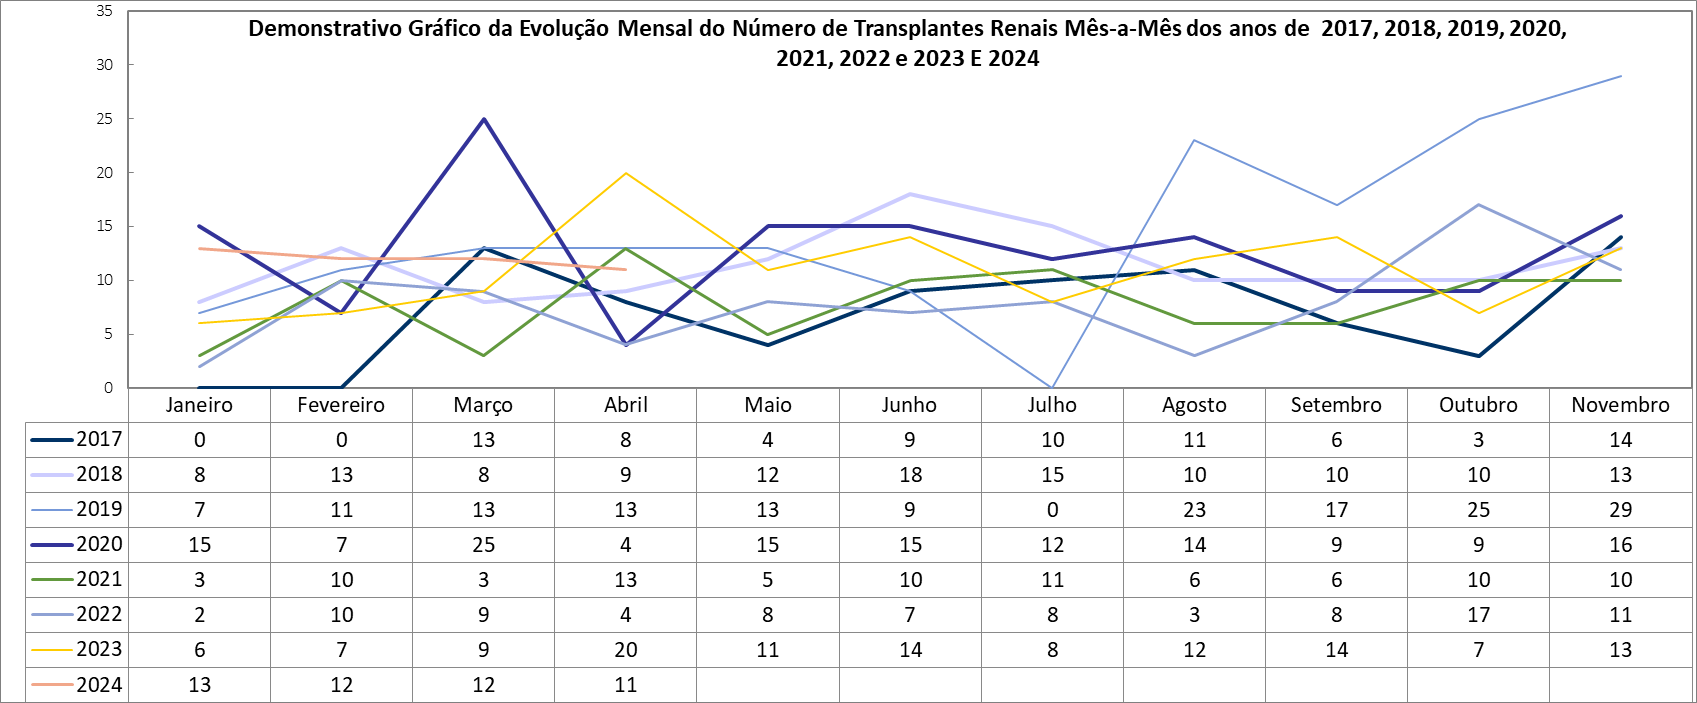 Demonstrativo Gráfico da Evolução Mensal do Número de Transplantes Renais Mês-a-Mês dos anos de 2017, 2018, 2019, 2020,
2021, 2022 e 2023 E 2024
35
30
25
20
15
10
5
0
Janeiro Fevereiro Março Abril Maio Junho Julho Agosto Setembro Outubro Novembro
2017 0 0 13 8 4 9 10 11 6 3 14
2018 8 13 8 9 12 18 15 10 10 10 13
2019 7 11 13 13 13 9 0 23 17 25 29
2020 15 7 25 4 15 15 12 14 9 9 16
2021 3 10 3 13 5 10 11 6 6 10 10
2022 2 10 9 4 8 7 8 3 8 17 11
2023 6 7 9 20 11 14 8 12 14 7 13
2024 13 12 12 11